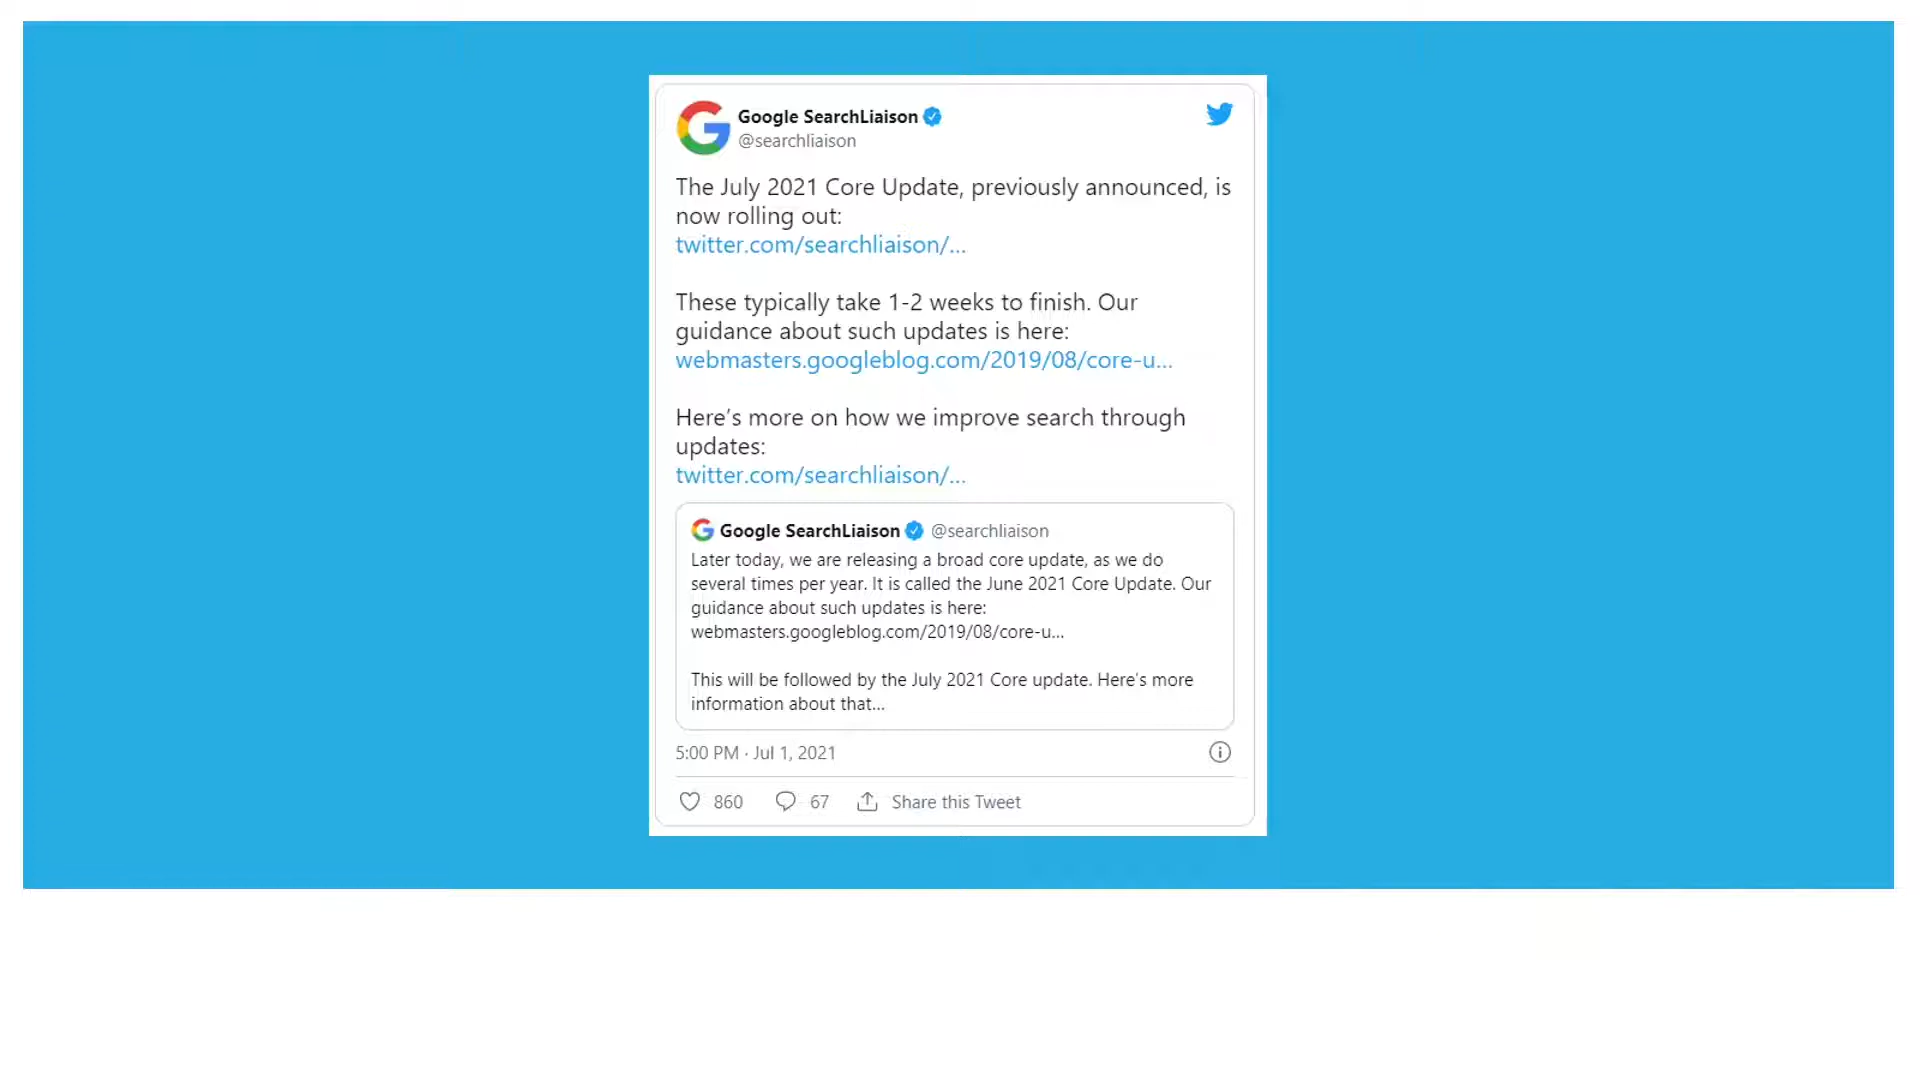 Google SearchLiaison
@searchliaison
The July 2021 Core Update, previously announced, is
now rolling out:
twitter.com/searchliaison/...
These typically take 1-2 weeks to finish. Our
guidance about such updates is here:
webmasters.googleblog.com/2019/08/core-u...
Here’s more on how we improve search through
updates:
twitter.com/searchliaison/...
Google SearchLiaison @searchliaison
Later today, we are releasing a broad core update, as we do
several times per year. It is called the June 2021 Core Update. Our
guidance about such updates is here:
webmasters.googleblog.com/2019/08/core-u...
This will be followed by the July 2021 Core update. Here’s more
information about that...
5:00 PM · Jul 1, 2021
860 67 Share this Tweet